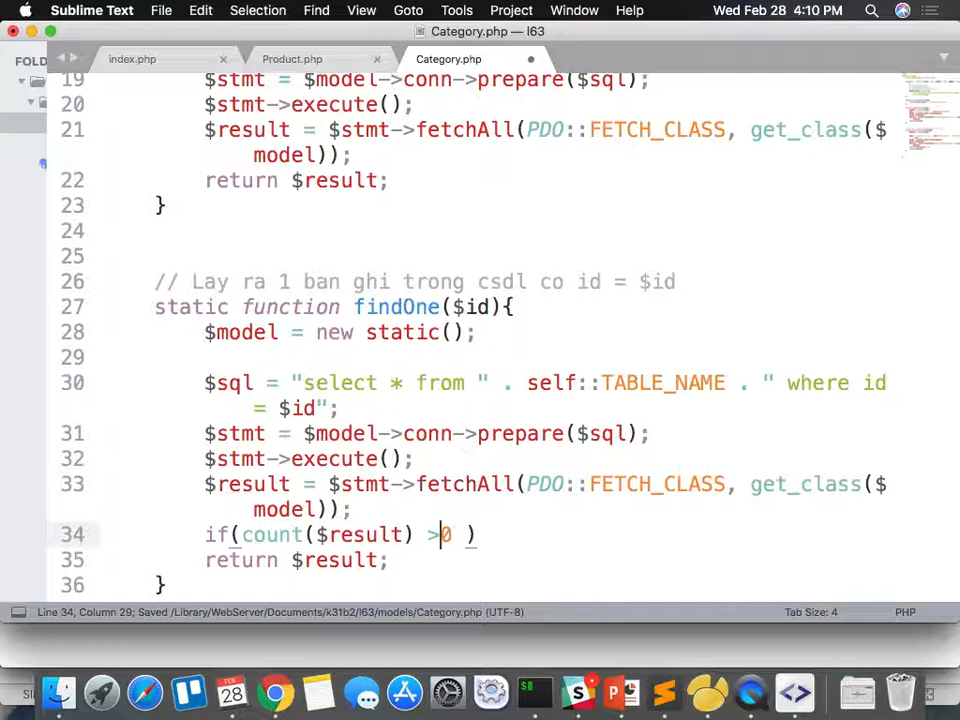 Sublime Text File Edit Selection Find View Goto Tools Project Window Help Wed Feb 28 4:10 PM
Category.php — l63
FOLD index.php Product.php Category.php
19 $stmt = $model->conn->prepare($sql);
20 $stmt->execute();
21 $result = $stmt->fetchAll(PDO::FETCH_CLASS, get_class($
model));
22 return $result;
23 }
24
25
26 // Lay ra 1 ban ghi trong csdl co id = $id
27 static function findOne($id){
28 $model = new static();
29
30 $sql = "select * from " . self::TABLE_NAME . " where id
= $id";
31 $stmt = $model->conn->prepare($sql);
32 $stmt->execute();
33 $result = $stmt->fetchAll(PDO::FETCH_CLASS, get_class($
model));
34 if(count($result) >0 )
35 return $result;
36 }
Line 34, Column 29; Saved /Library/WebServer/Documents/k31b2/l63/models/Category.php (UTF-8) Tab Size: 4 PHP